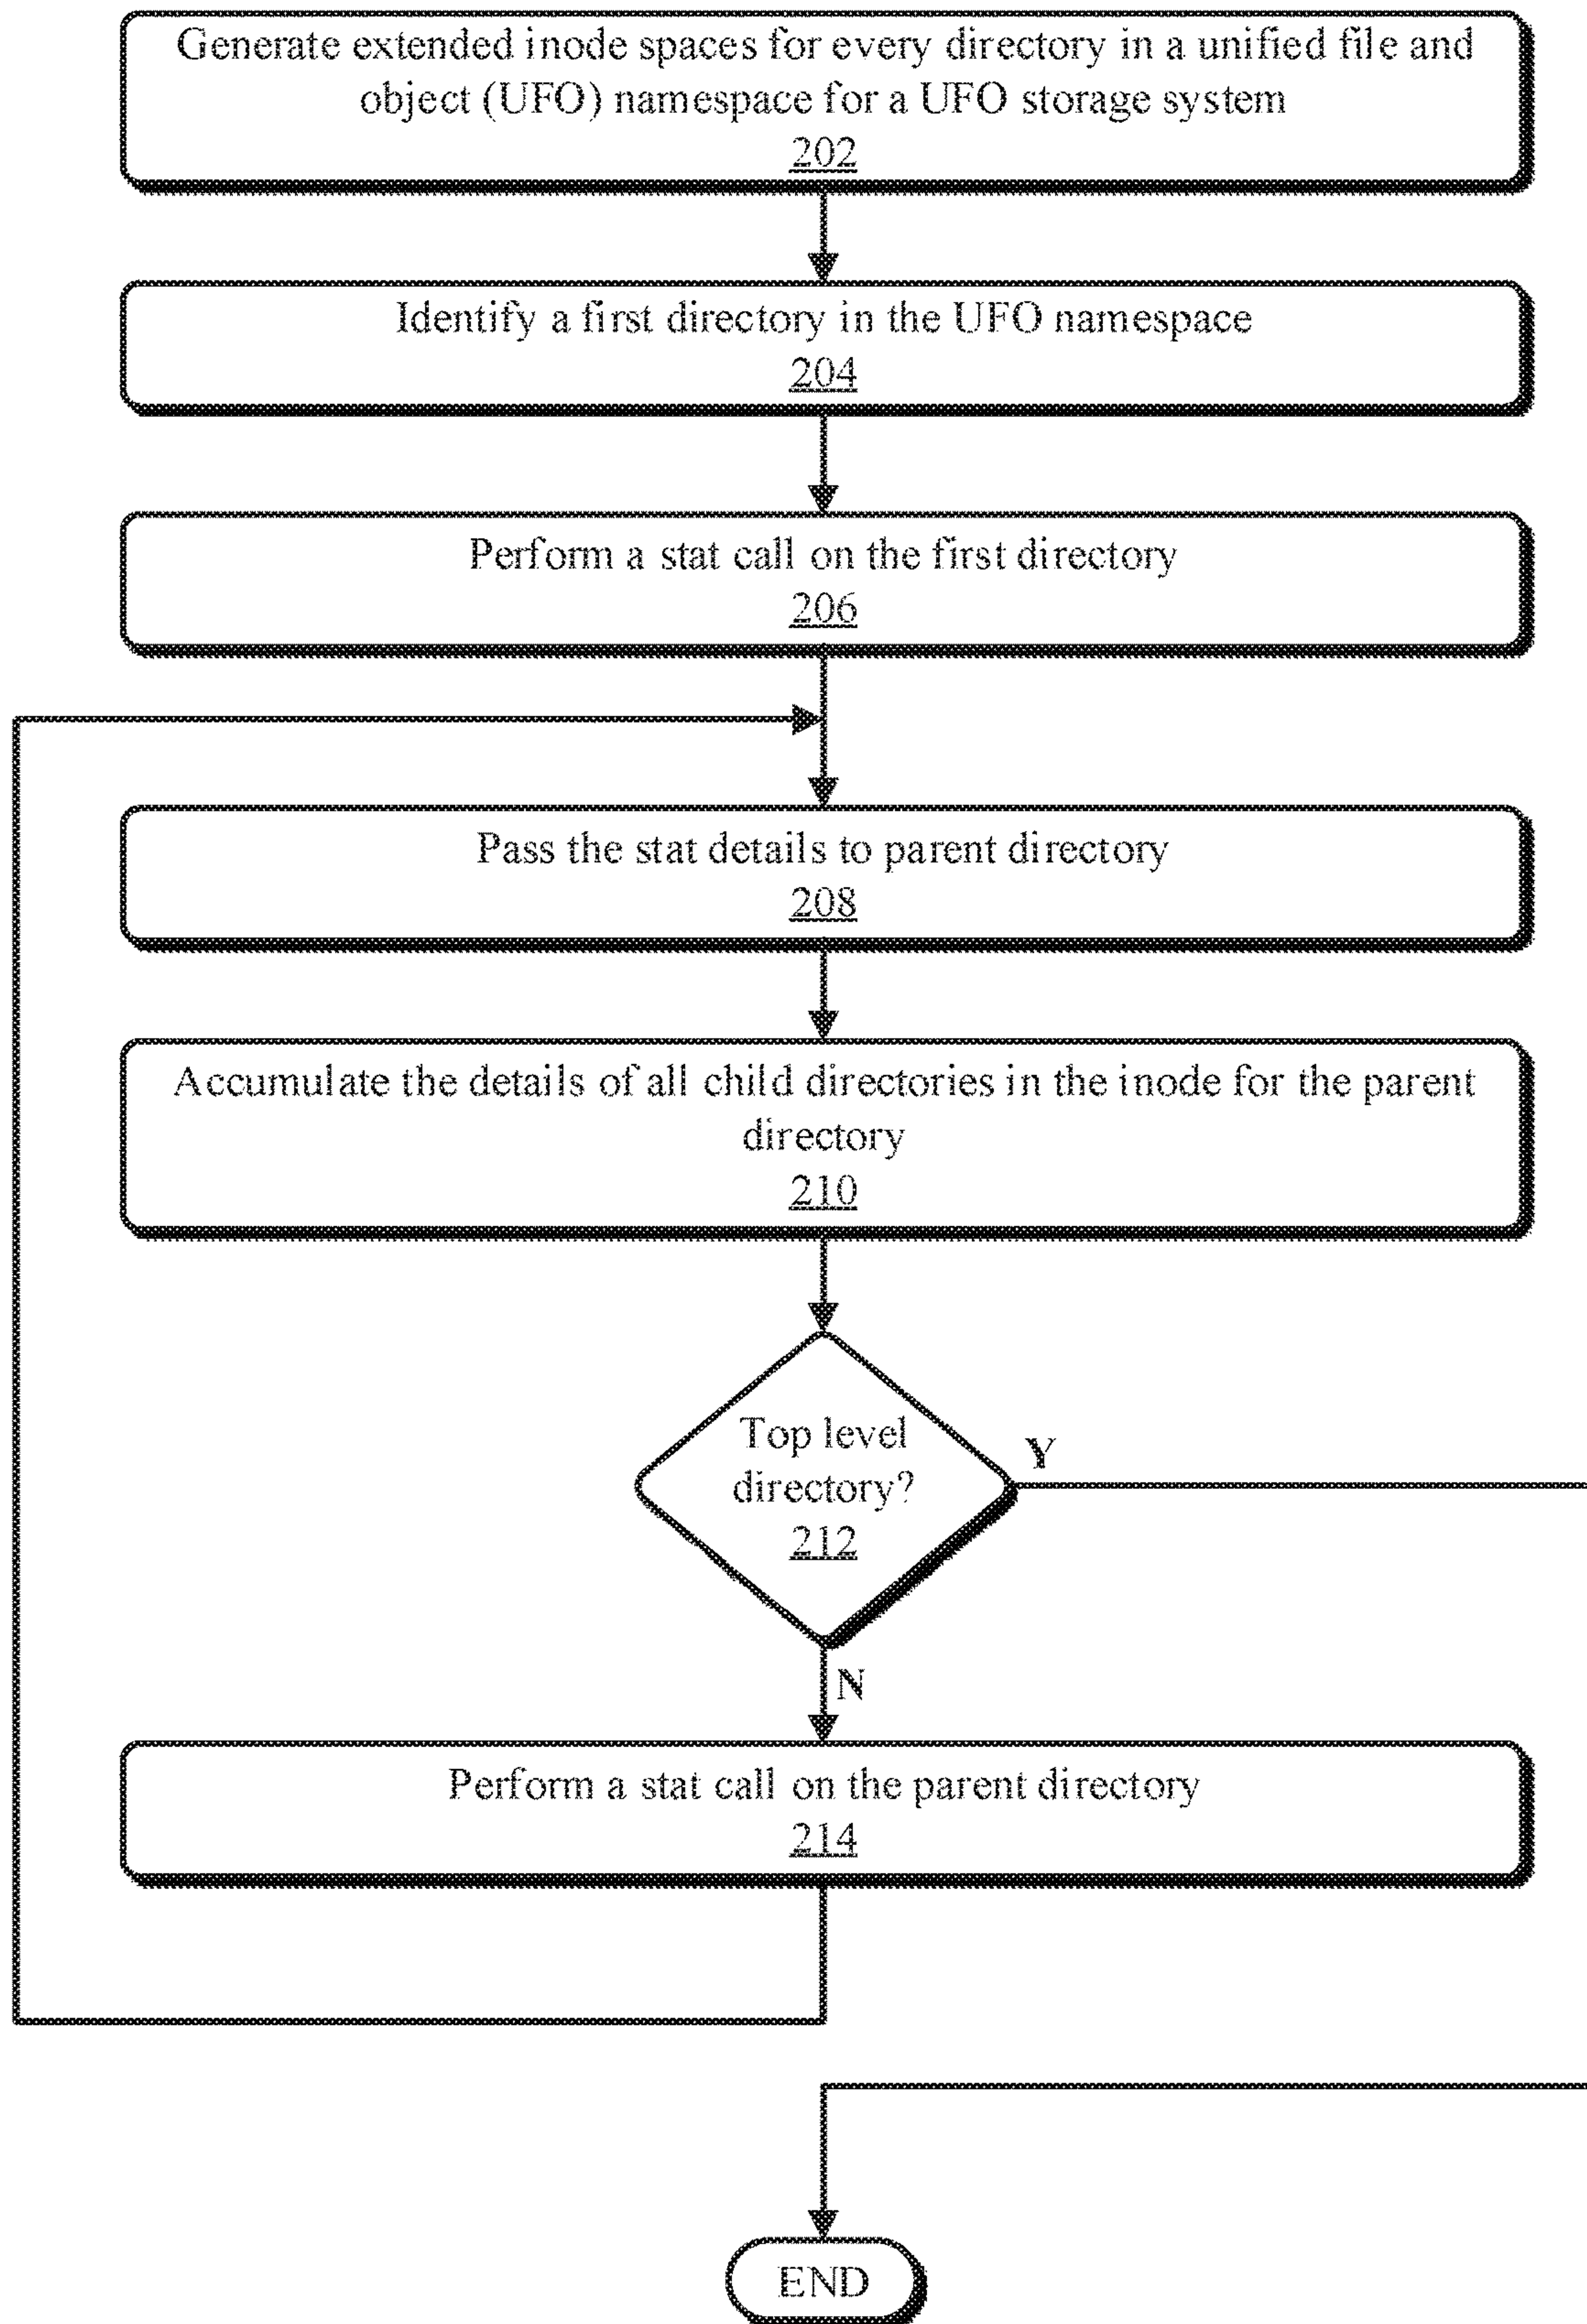 Generate extended inode spaces for every directory in a unified file and
object (UFO) namespace for a UFO storage system
202
Identify a first directory in the UFO namespace
204
Perform a stat call on the first directory
206
Pass the stat details to parent directory
208
Accumulate the details of all child directories in the inode for the parent
directory
210
Top level
directory?
212
Y
N
Perform a stat call on the parent directory
214
END